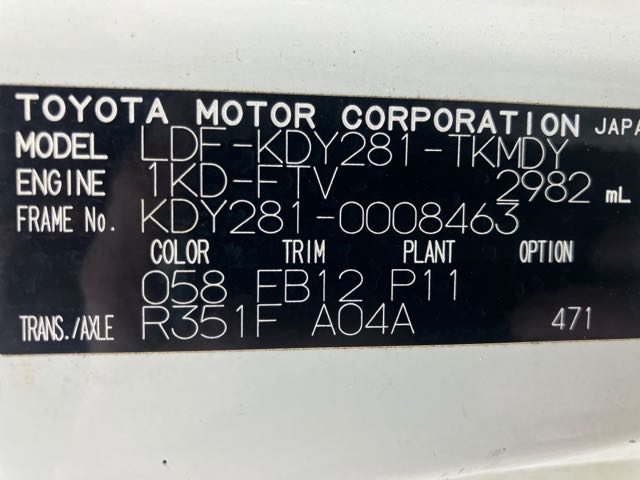 TOYOTA MOTOR CORPORATION JAPA
MODEL LDF-KDY281-TKMDY
ENGINE 1KD-FTV 2982 mL
FRAME No. KDY281-0008463
COLOR TRIM PLANT OPTION
058 FB12 P11
TRANS./AXLE R351F A04A 471